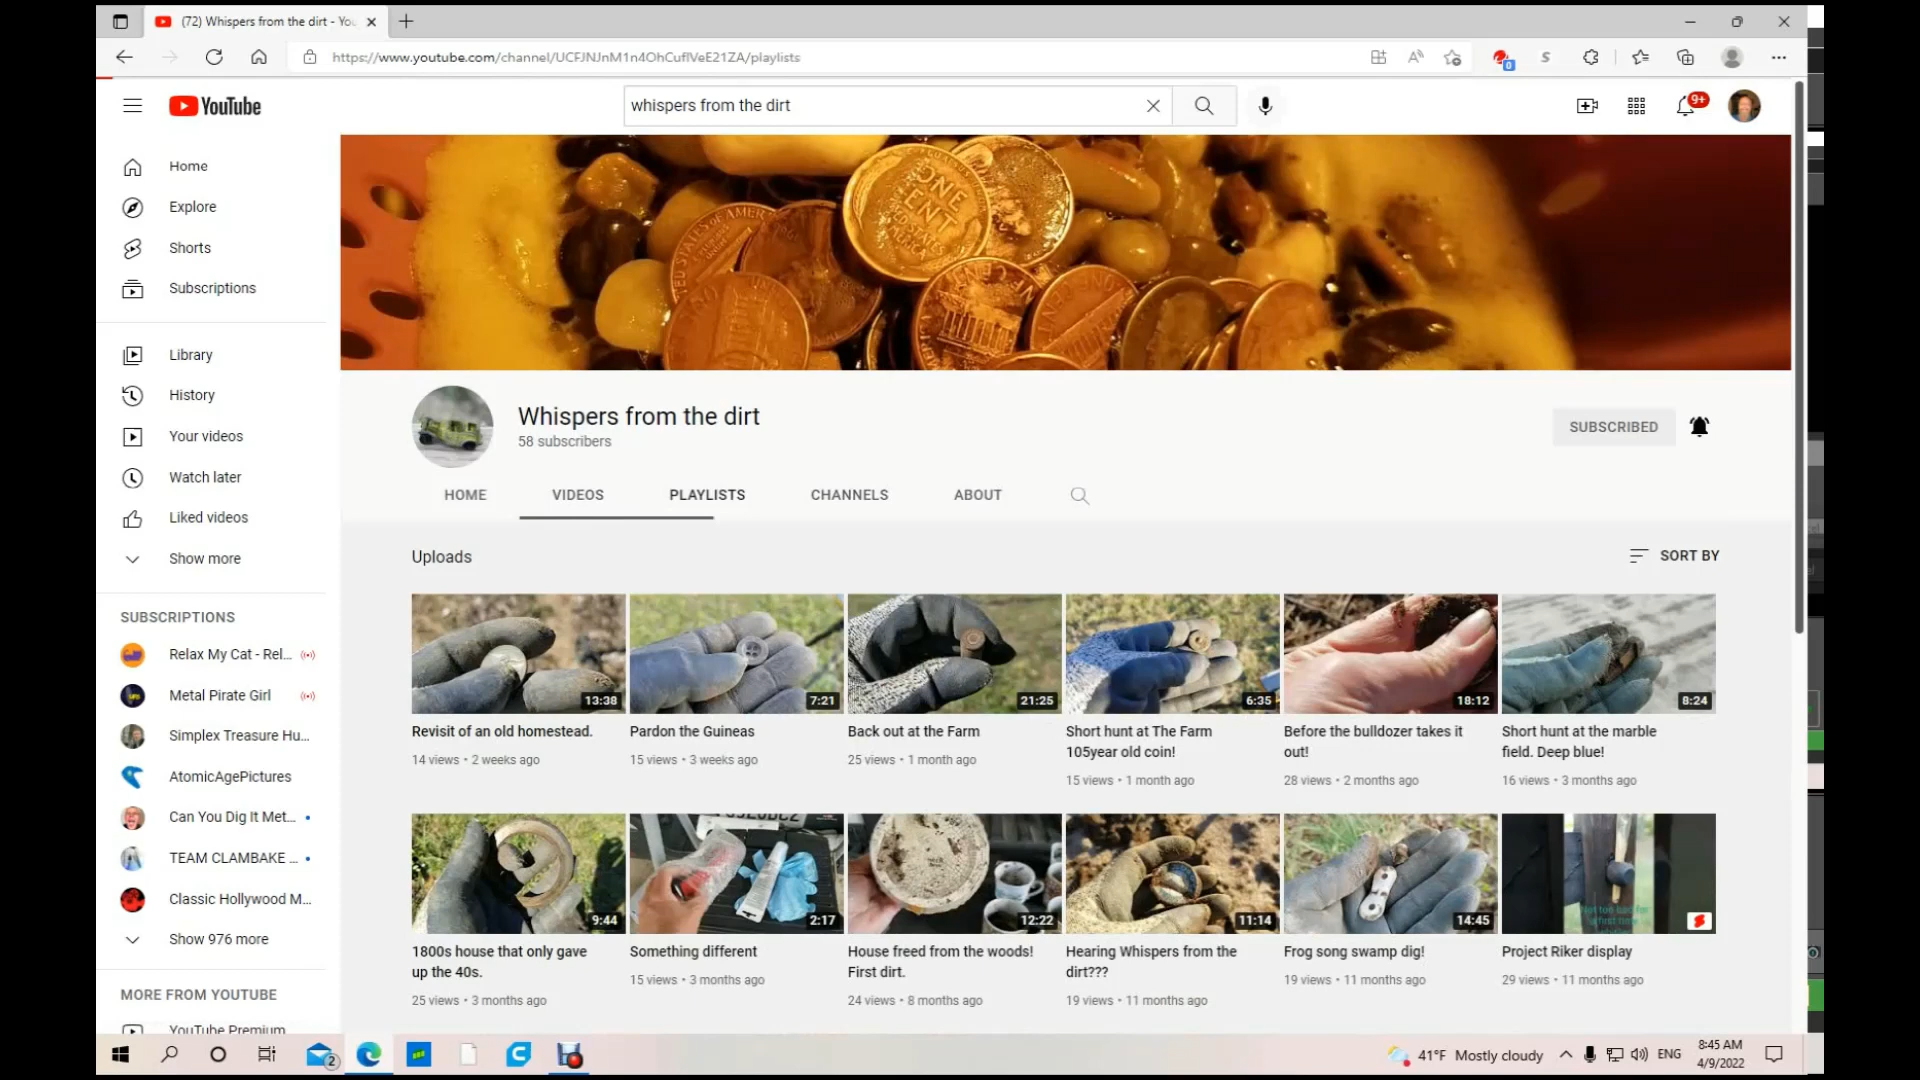 (72) Whispers from the dirt - You
https://www.youtube.com/channel/UCFJNJnM1n4OhCuflVeE21ZA/playlists
0
S
YouTube
whispers from the dirt
9+
Home
Explore
Shorts
Subscriptions
Library
History
Your videos
Watch later
Liked videos
Show more
SUBSCRIPTIONS
Relax My Cat - Rel...
Metal Pirate Girl
Simplex Treasure Hu...
AtomicAgePictures
Can You Dig It Met...
TEAM CLAMBAKE ...
Classic Hollywood M...
Show 976 more
MORE FROM YOUTUBE
YouTube Premium
ONE
CENT
Whispers from the dirt
58 subscribers
SUBSCRIBED
HOME VIDEOS PLAYLISTS CHANNELS ABOUT
Uploads
SORT BY
13:38 7:21 21:25 6:35 18:12 8:24
Revisit of an old homestead.
14 views • 2 weeks ago
Pardon the Guineas
15 views • 3 weeks ago
Back out at the Farm
25 views • 1 month ago
Short hunt at The Farm
105year old coin!
15 views • 1 month ago
Before the bulldozer takes it
out!
28 views • 2 months ago
Short hunt at the marble
field. Deep blue!
16 views • 3 months ago
9:44 2:17 12:22 11:14 14:45
1800s house that only gave
up the 40s.
25 views • 3 months ago
Something different
15 views • 3 months ago
House freed from the woods!
First dirt.
24 views • 8 months ago
Hearing Whispers from the
dirt???
19 views • 11 months ago
Frog song swamp dig!
19 views • 11 months ago
Project Riker display
29 views • 11 months ago
2
41°F Mostly cloudy
ENG
8:45 AM
4/9/2022